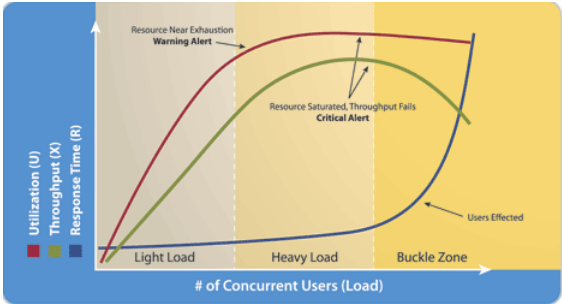 Resource Near Exhaustion
Warning Alert
Resource Saturated, Throughput Fails
Critical Alert
Users Effected
Utilization (U)
Throughput (X)
Response Time (R)
Light Load
Heavy Load
Buckle Zone
# of Concurrent Users (Load)